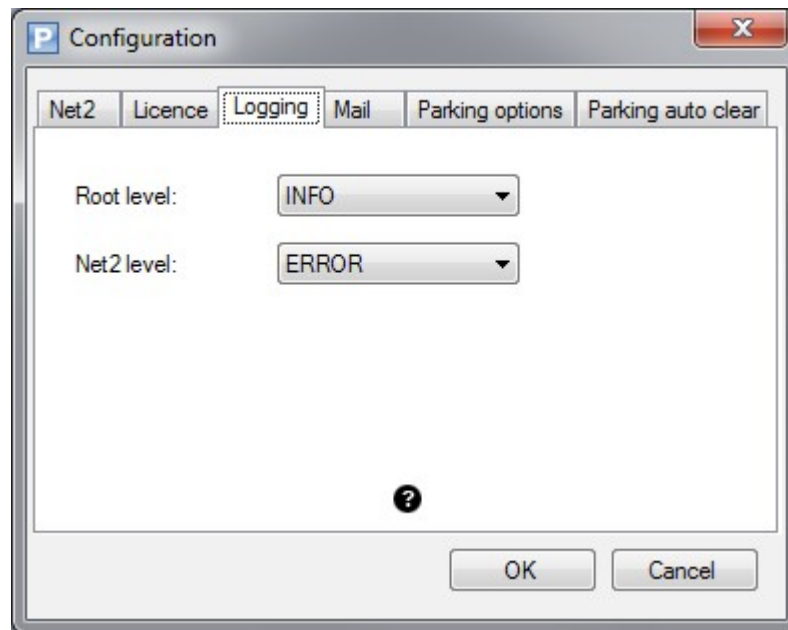 P Configuration
Net2 Licence Logging Mail Parking options Parking auto clear
Root level: INFO
Net2 level: ERROR
?
OK Cancel